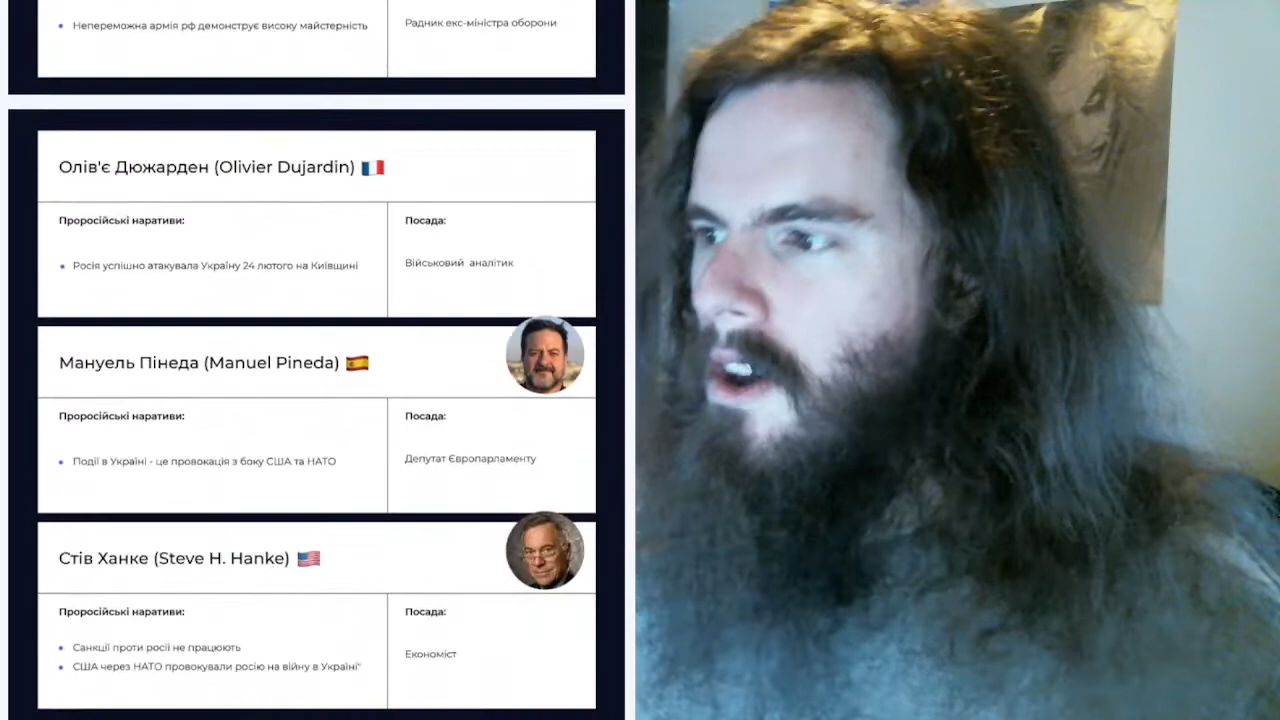 Непереможна армія рф демонструє високу майстерність
Радник екс-міністра оборони
Олів'є Дюжарден (Olivier Dujardin)
Проросійські наративи:
Посада:
Росія успішно атакувала Україну 24 лютого на Київщині
Військовий аналітик
Мануель Пінеда (Manuel Pineda)
Проросійські наративи:
Посада:
Події в Україні - це провокація з боку США та НАТО
Депутат Європарламенту
Стів Ханке (Steve H. Hanke)
Проросійські наративи:
Посада:
Санкції проти росії не працюють
США через НАТО провокували росію на війну в Україні"
Економіст